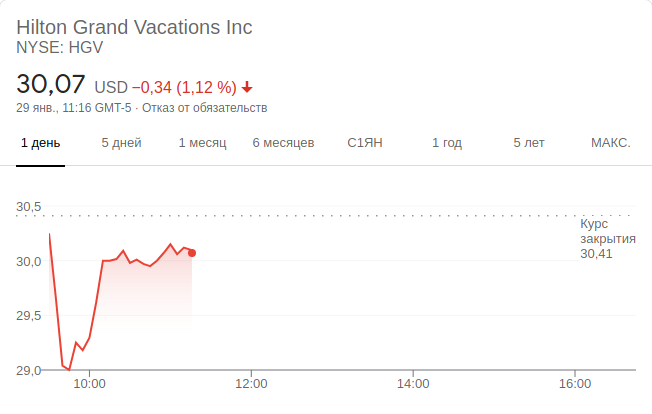 Hilton Grand Vacations Inc
NYSE: HGV
30,07 USD −0,34 (1,12 %)
29 янв., 11:16 GMT-5 · Отказ от обязательств
1 день 5 дней 1 месяц 6 месяцев С1ЯН 1 год 5 лет МАКС.
30,5
Курс
закрытия
30,41
30,0
29,5
29,0
10:00 12:00 14:00 16:00